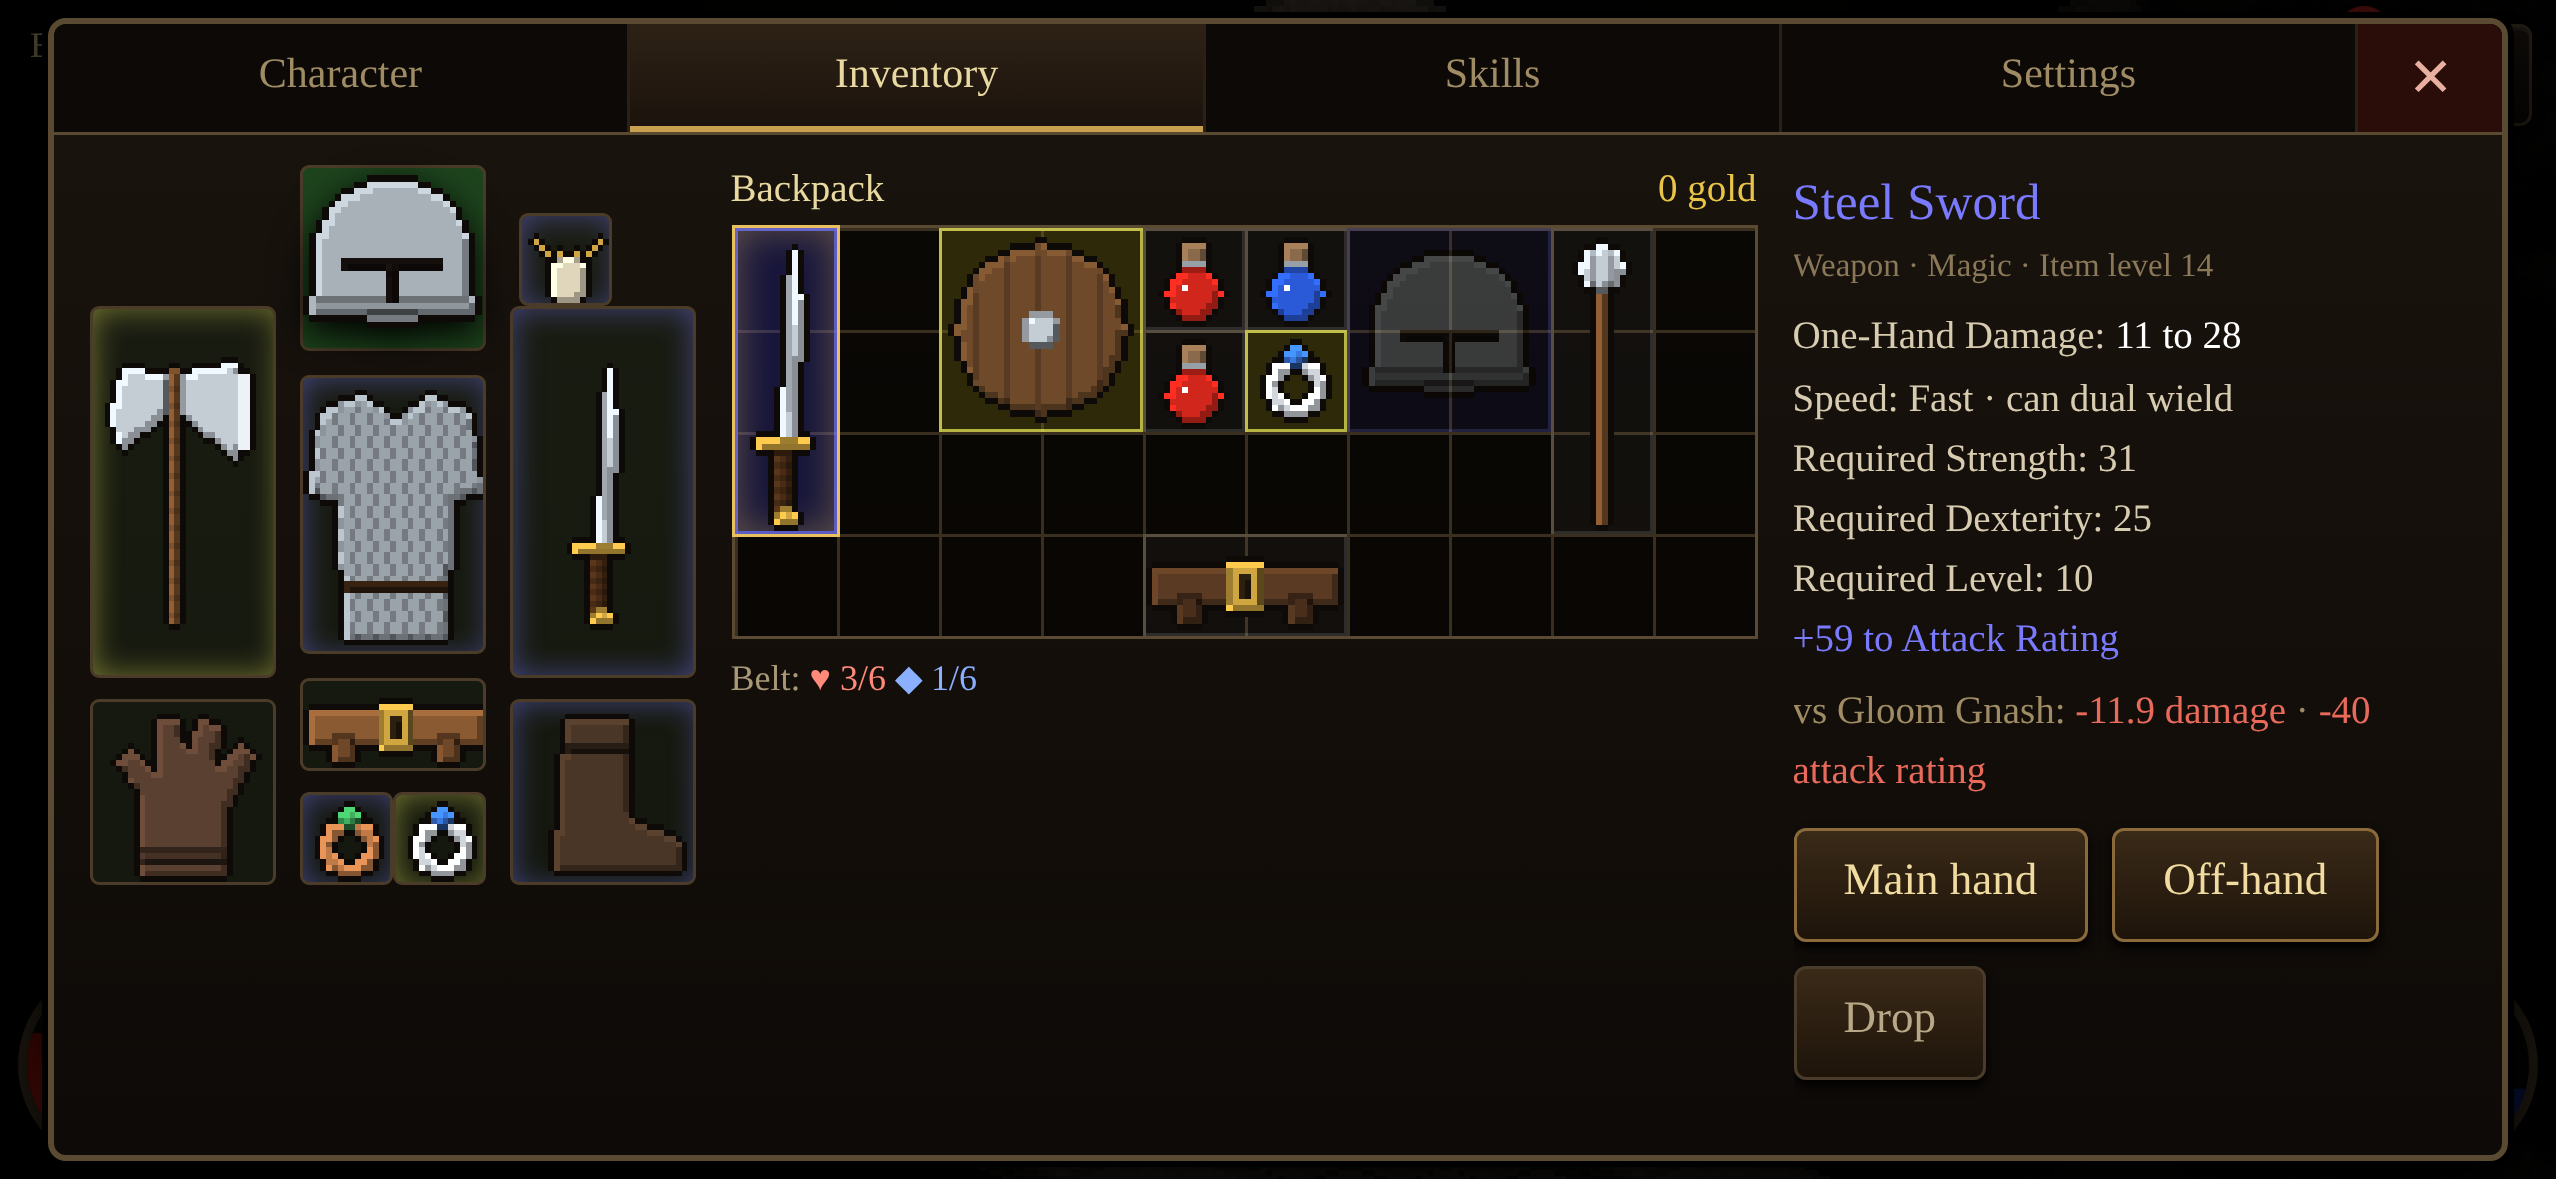 Character
Inventory
Skills
Settings
✕
Backpack
0 gold
Belt: ♥ 3/6 ◆ 1/6
Steel Sword
Weapon · Magic · Item level 14
One-Hand Damage: 11 to 28
Speed: Fast · can dual wield
Required Strength: 31
Required Dexterity: 25
Required Level: 10
+59 to Attack Rating
vs Gloom Gnash: -11.9 damage · -40
attack rating
Main hand
Off-hand
Drop